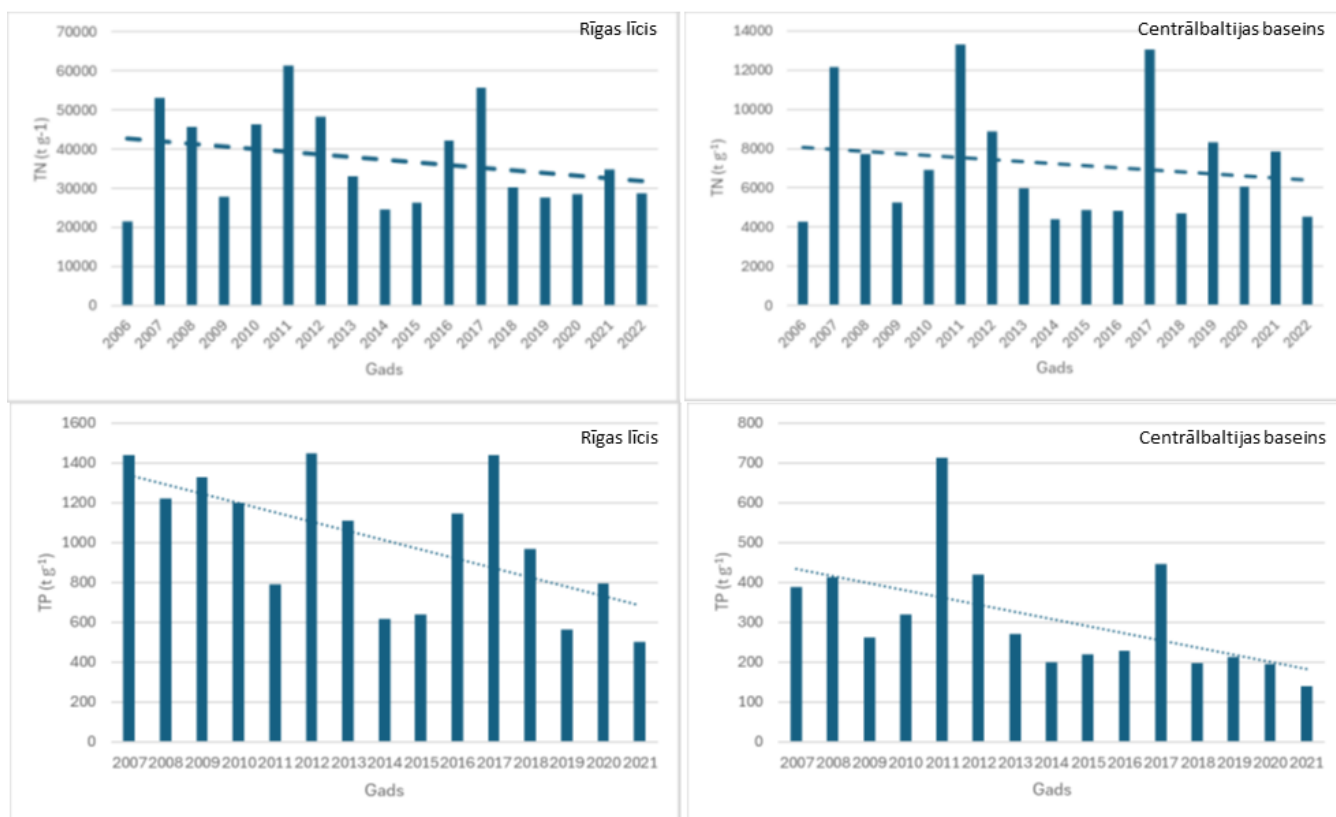 Rīgas līcis
70000
60000
50000
40000
30000
20000
10000
0
TN (t g-1)
2006 2007 2008 2009 2010 2011 2012 2013 2014 2015 2016 2017 2018 2019 2020 2021 2022
Gads
Centrālbaltijas baseins
14000
12000
10000
8000
6000
4000
2000
0
TN (t g⁻¹)
2006 2007 2008 2009 2010 2011 2012 2013 2014 2015 2016 2017 2018 2019 2020 2021 2022
Gads
Rīgas līcis
1600
1400
1200
1000
800
600
400
200
0
TP (t g⁻¹)
2007 2008 2009 2010 2011 2012 2013 2014 2015 2016 2017 2018 2019 2020 2021
Gads
Centrālbaltijas baseins
800
700
600
500
400
300
200
100
0
TP (t g⁻¹)
2007 2008 2009 2010 2011 2012 2013 2014 2015 2016 2017 2018 2019 2020 2021
Gads